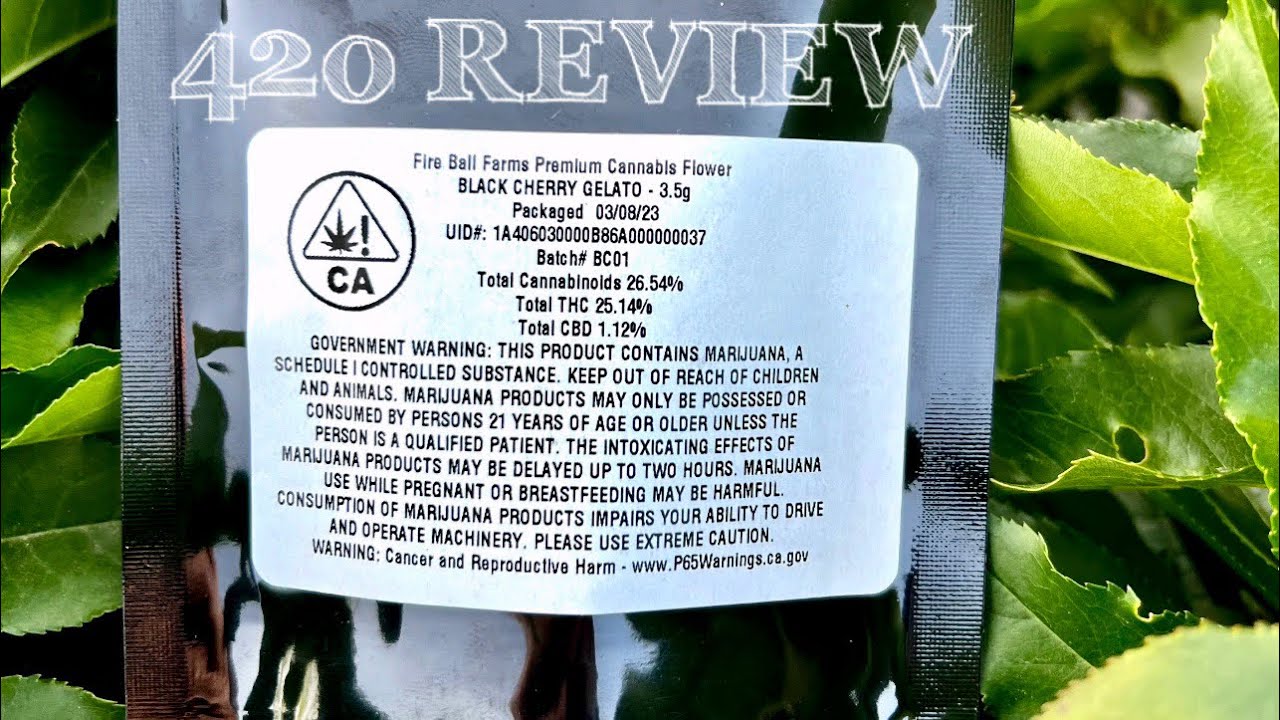 420 REVIEW
Fire Ball Farms Premium Cannabis Flower
BLACK CHERRY GELATO - 3.5g
Packaged 03/08/23
UID#: 1A406030000B86A000000037
Batch# BC01
Total Cannabinoids 26.54%
Total THC 25.14%
Total CBD 1.12%
CA
GOVERNMENT WARNING: THIS PRODUCT CONTAINS MARIJUANA, A
SCHEDULE I CONTROLLED SUBSTANCE. KEEP OUT OF REACH OF CHILDREN
AND ANIMALS. MARIJUANA PRODUCTS MAY ONLY BE POSSESSED OR
CONSUMED BY PERSONS 21 YEARS OF AGE OR OLDER UNLESS THE
PERSON IS A QUALIFIED PATIENT. THE INTOXICATING EFFECTS OF
MARIJUANA PRODUCTS MAY BE DELAYED UP TO TWO HOURS. MARIJUANA
USE WHILE PREGNANT OR BREASTFEEDING MAY BE HARMFUL.
CONSUMPTION OF MARIJUANA PRODUCTS IMPAIRS YOUR ABILITY TO DRIVE
AND OPERATE MACHINERY. PLEASE USE EXTREME CAUTION.
WARNING: Cancer and Reproductive Harm - www.P65Warnings.ca.gov